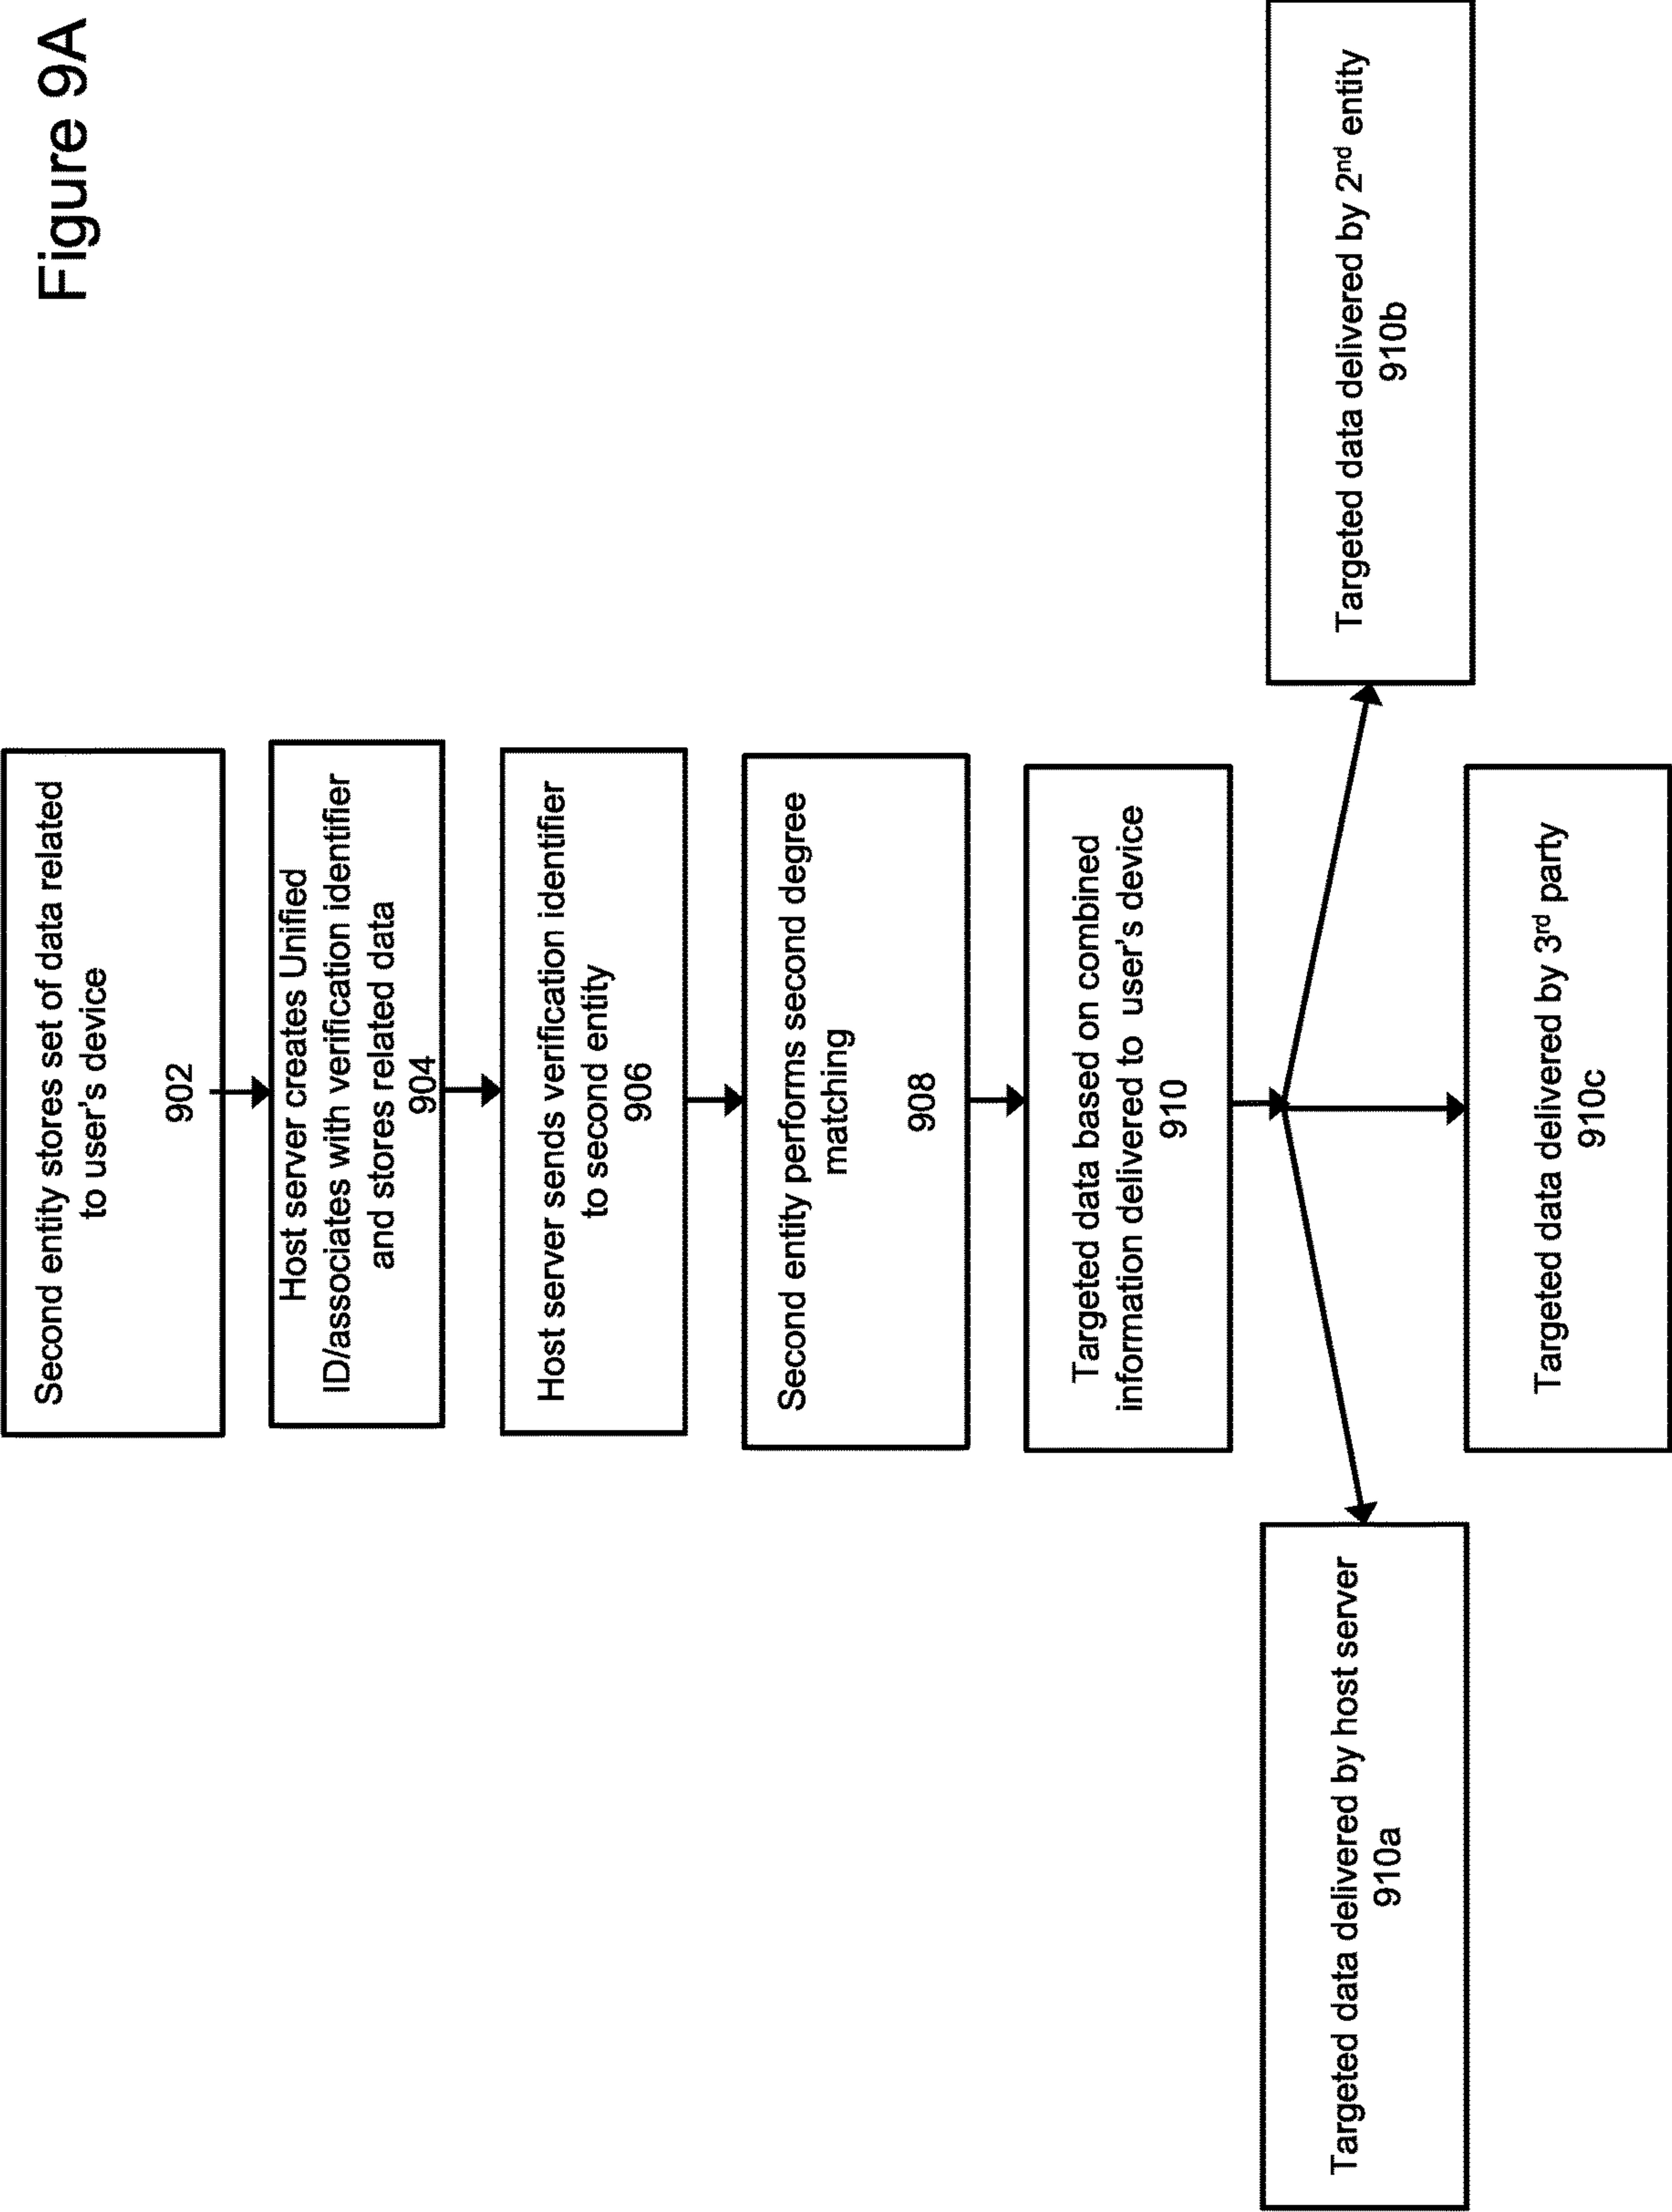 Figure 9A
Second entity stores set of data related
to user's device
902
Host server creates Unified
ID/associates with verification identifier
and stores related data
904
Host server sends verification identifier
to second entity
906
Second entity performs second degree
matching
908
Targeted data based on combined
information delivered to user's device
910
Targeted data delivered by host server
910a
Targeted data delivered by 2nd entity
910b
Targeted data delivered by 3rd party
910c